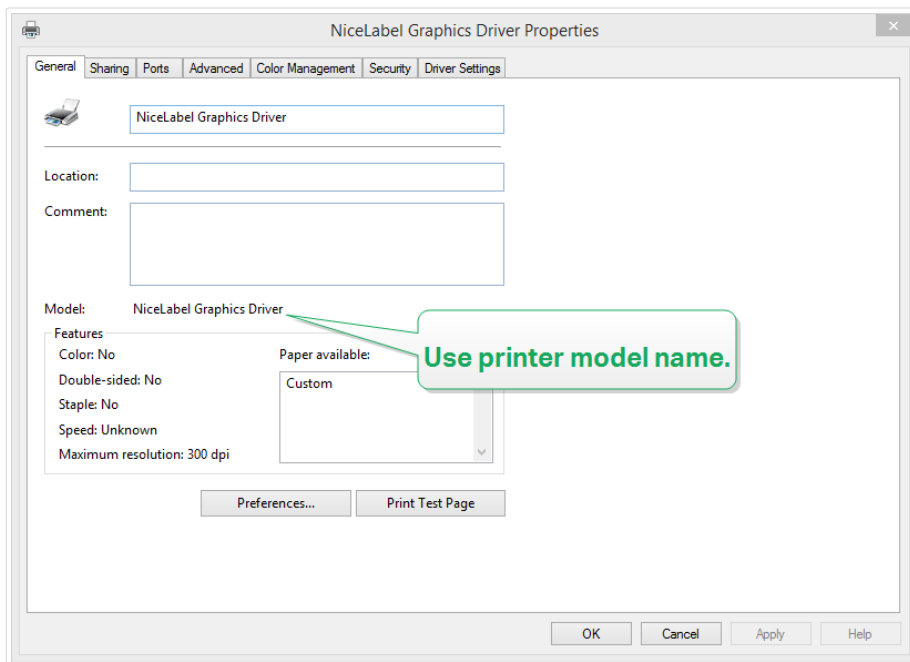 NiceLabel Graphics Driver Properties
General Sharing Ports Advanced Color Management Security Driver Settings
NiceLabel Graphics Driver
Location:
Comment:
Model: NiceLabel Graphics Driver
Use printer model name.
Features
Color: No
Double-sided: No
Staple: No
Speed: Unknown
Maximum resolution: 300 dpi
Paper available:
Custom
Preferences... Print Test Page
OK Cancel Apply Help